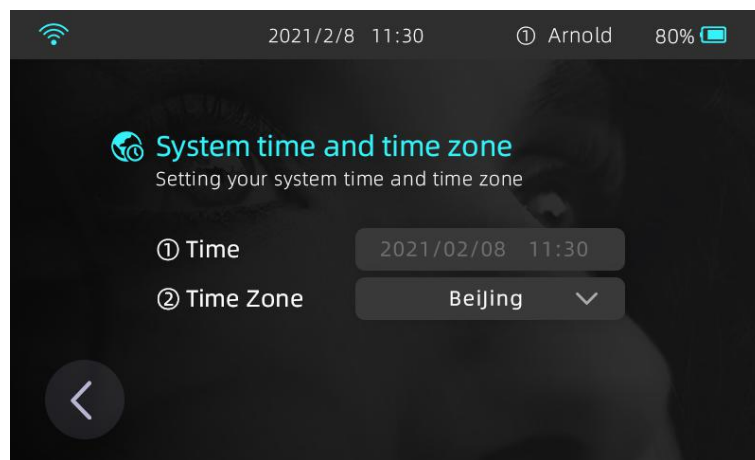 2021/2/8 11:30 ① Arnold 80%
System time and time zone
Setting your system time and time zone
① Time 2021/02/08 11:30
② Time Zone BeiJing